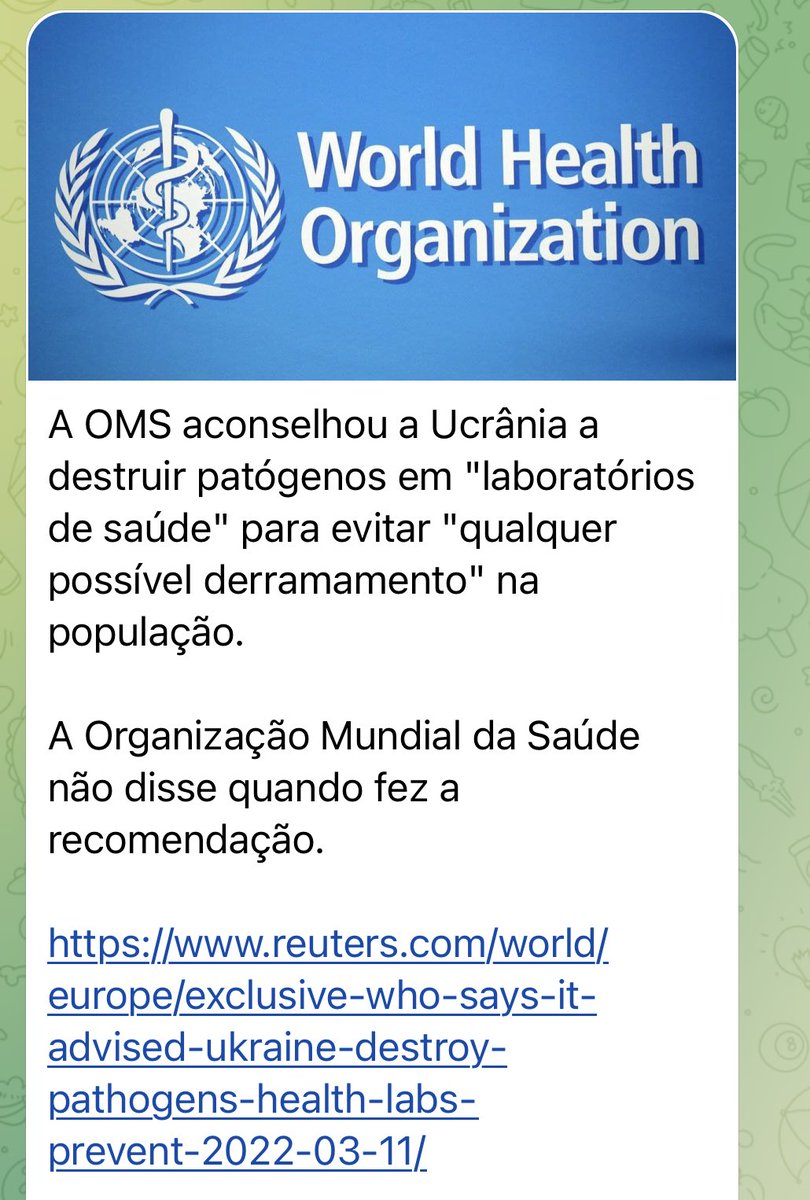 World Health
Organization
A OMS aconselhou a Ucrânia a
destruir patógenos em "laboratórios
de saúde" para evitar "qualquer
possível derramamento" na
população.
A Organização Mundial da Saúde
não disse quando fez a
recomendação.
https://www.reuters.com/world/
europe/exclusive-who-says-it-
advised-ukraine-destroy-
pathogens-health-labs-
prevent-2022-03-11/